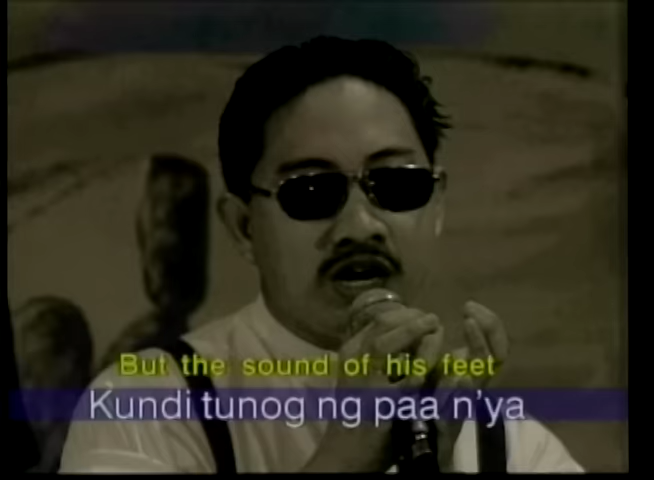 But the sound of his feet
Kundi tunog ng paa n'ya